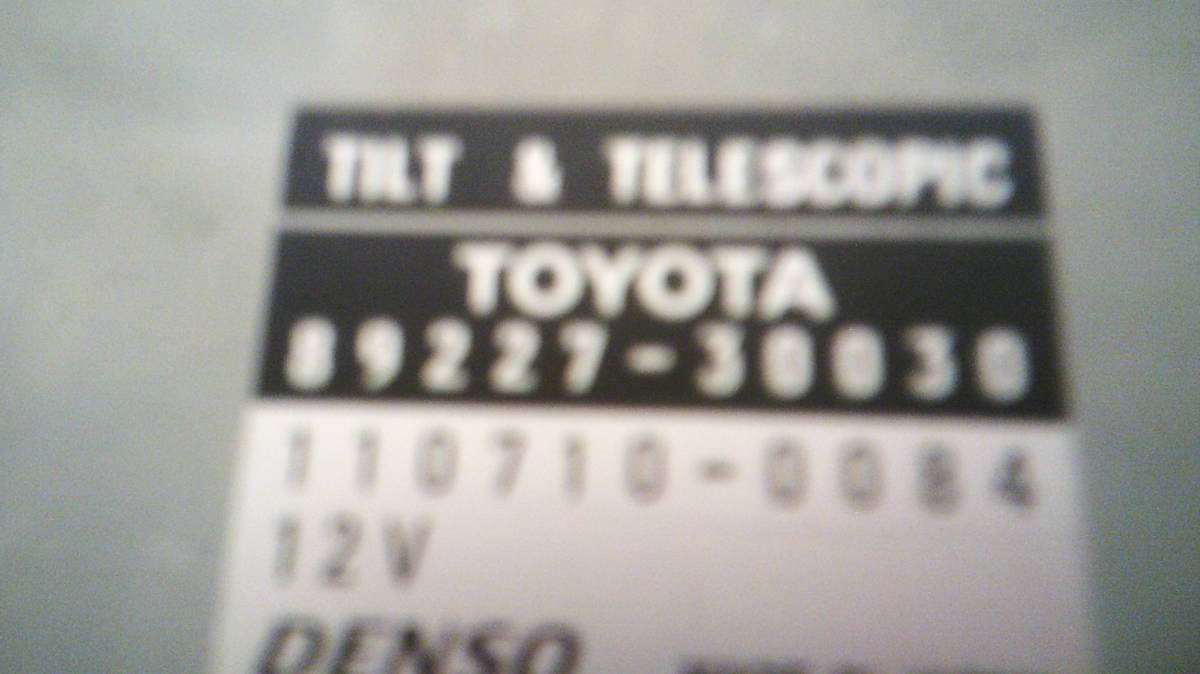 TILT & TELESCOPIC
TOYOTA
89227-30030
110710-0084
12V
DENSO